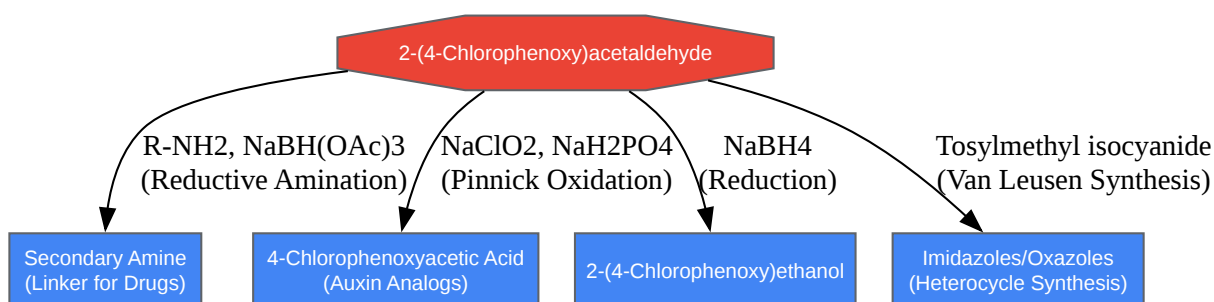 2-(4-Chlorophenoxy)acetaldehyde
R-NH2, NaBH(OAc)3
(Reductive Amination)
NaClO2, NaH2PO4
(Pinnick Oxidation)
NaBH4
(Reduction)
Tosylmethyl isocyanide
(Van Leusen Synthesis)
Secondary Amine
(Linker for Drugs)
4-Chlorophenoxyacetic Acid
(Auxin Analogs)
2-(4-Chlorophenoxy)ethanol
Imidazoles/Oxazoles
(Heterocycle Synthesis)